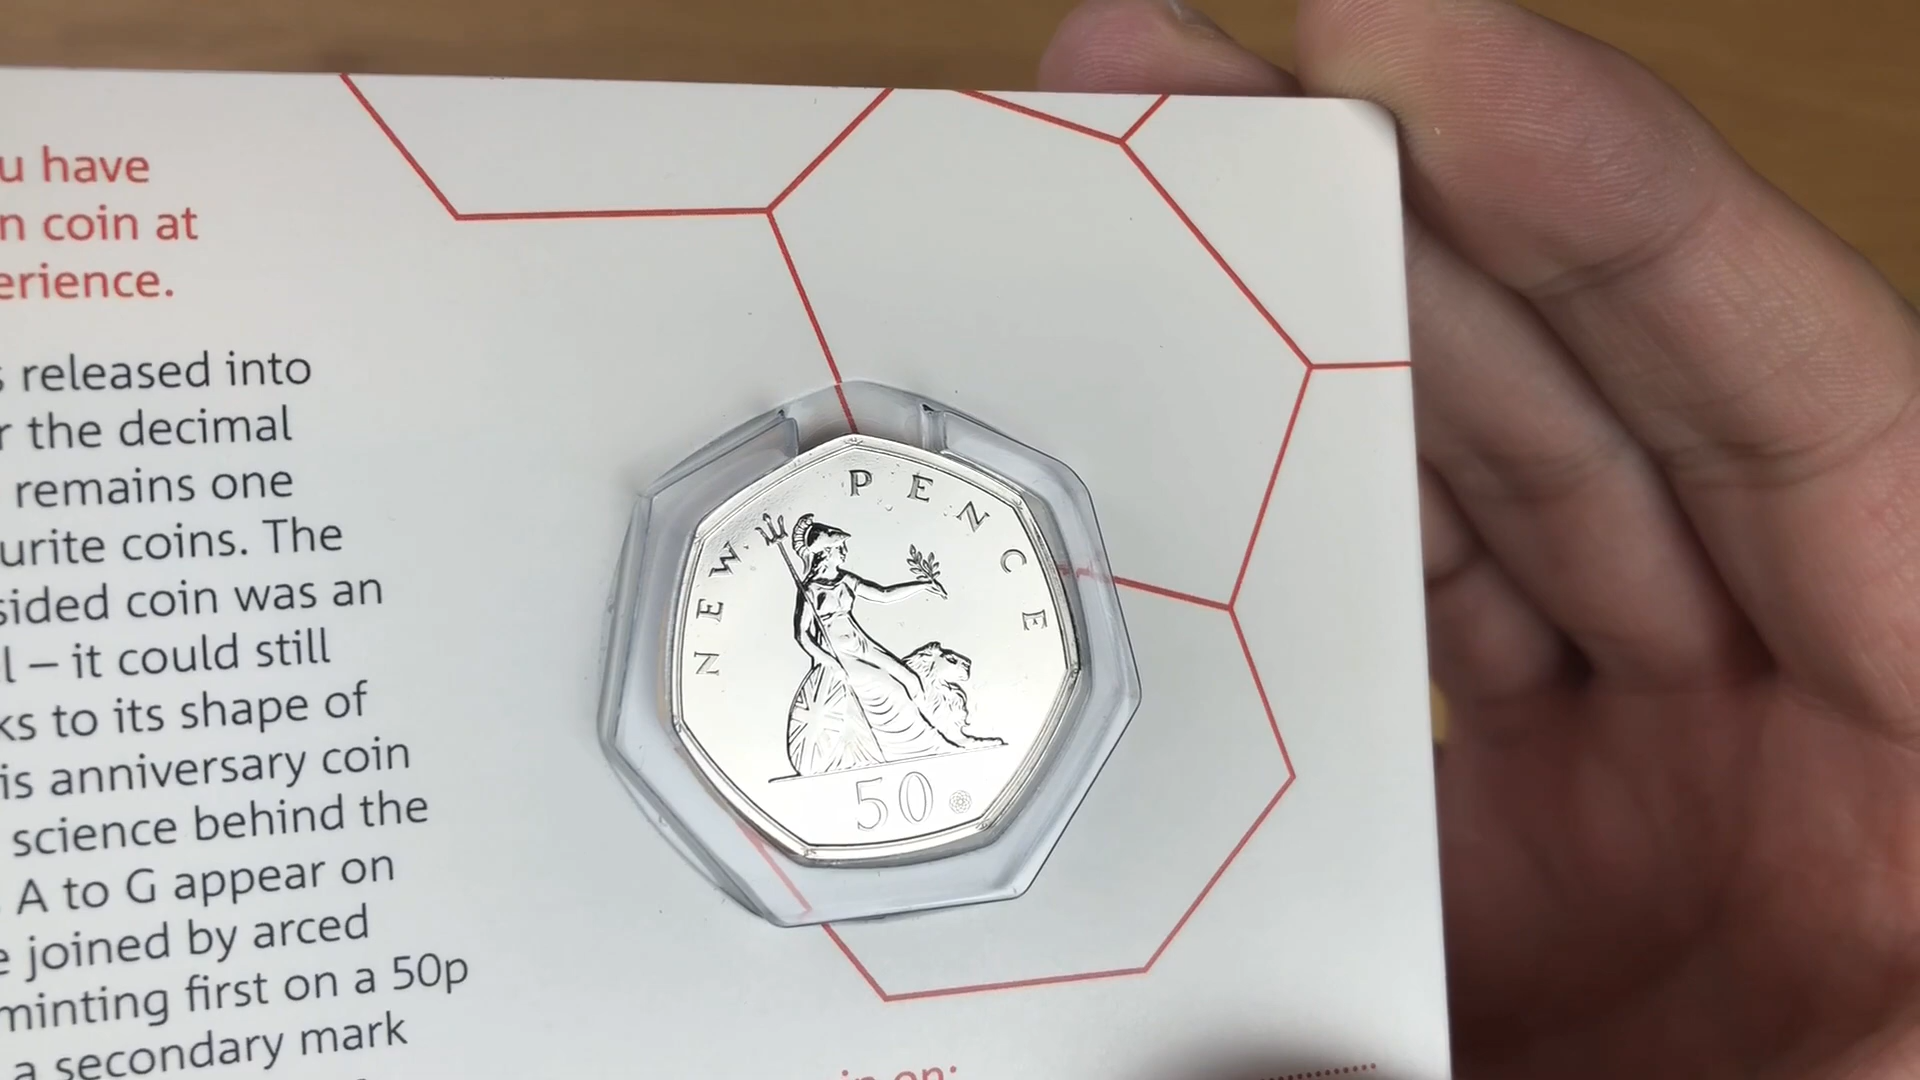 u have
n coin at
erience.
s released into
r the decimal
remains one
urite coins. The
sided coin was an
l – it could still
ks to its shape of
is anniversary coin
science behind the
A to G appear on
e joined by arced
minting first on a 50p
a secondary mark
NEW PENCE
50
in on: